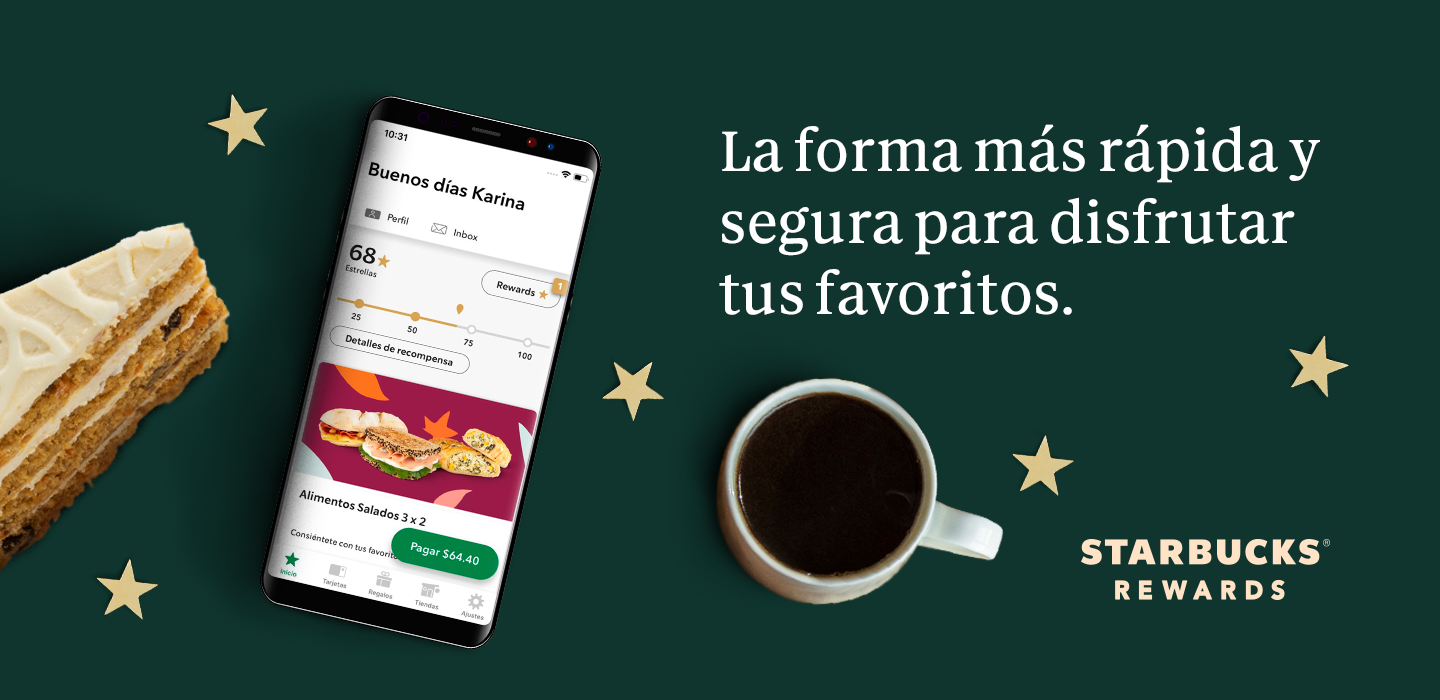 10:31
Buenos días Karina
Perfil
Inbox
68
Estrellas
Rewards
1
25
50
75
100
Detalles de recompensa
Alimentos Salados 3 x 2
Consiéntete con tus favorito
Pagar $64.40
Inicio
Tarjetas
Regalos
Tiendas
Ajustes
La forma más rápida y
segura para disfrutar
tus favoritos.
STARBUCKS®
REWARDS